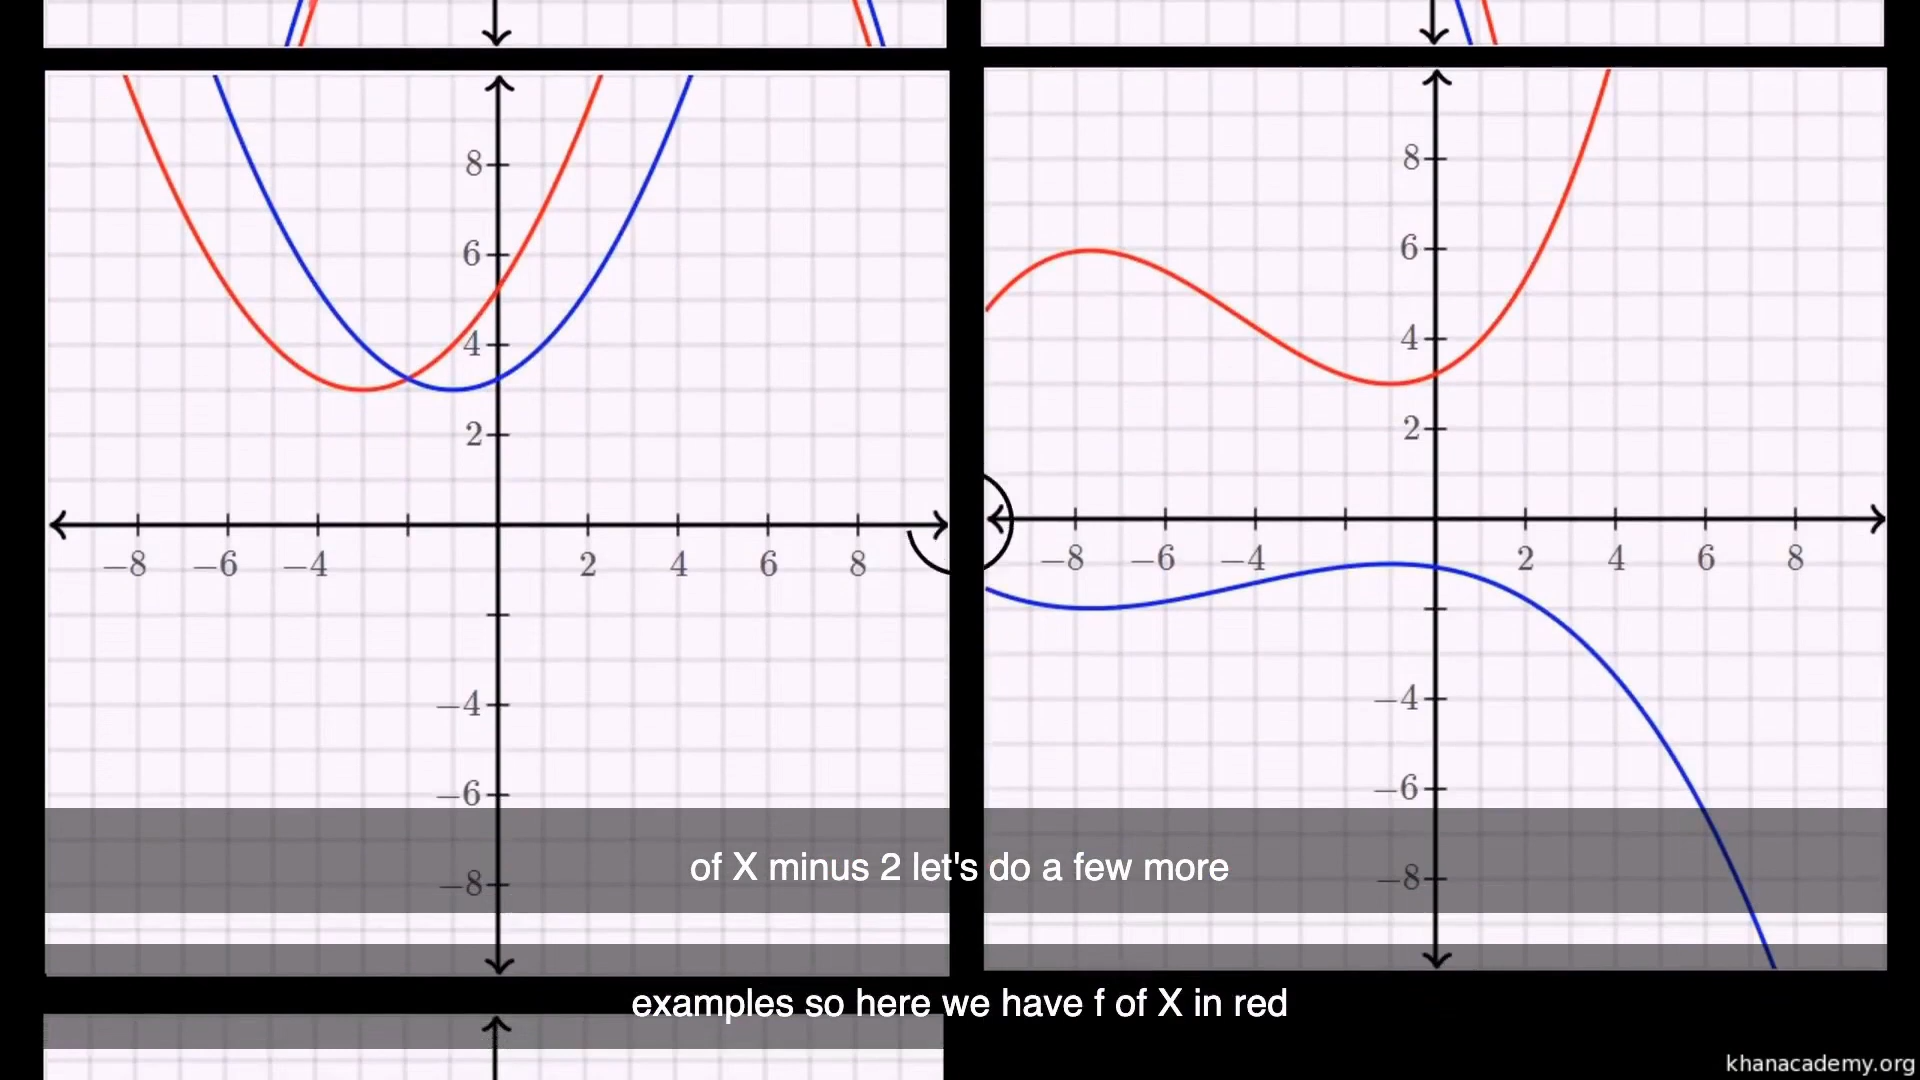 8
6
4
2
−8 −6 −4 2 4 6 8
−4
−6
−8
8
6
4
2
−8 −6 −4 2 4 6 8
−4
−6
−8
of X minus 2 let's do a few more
examples so here we have f of X in red
khanacademy.org